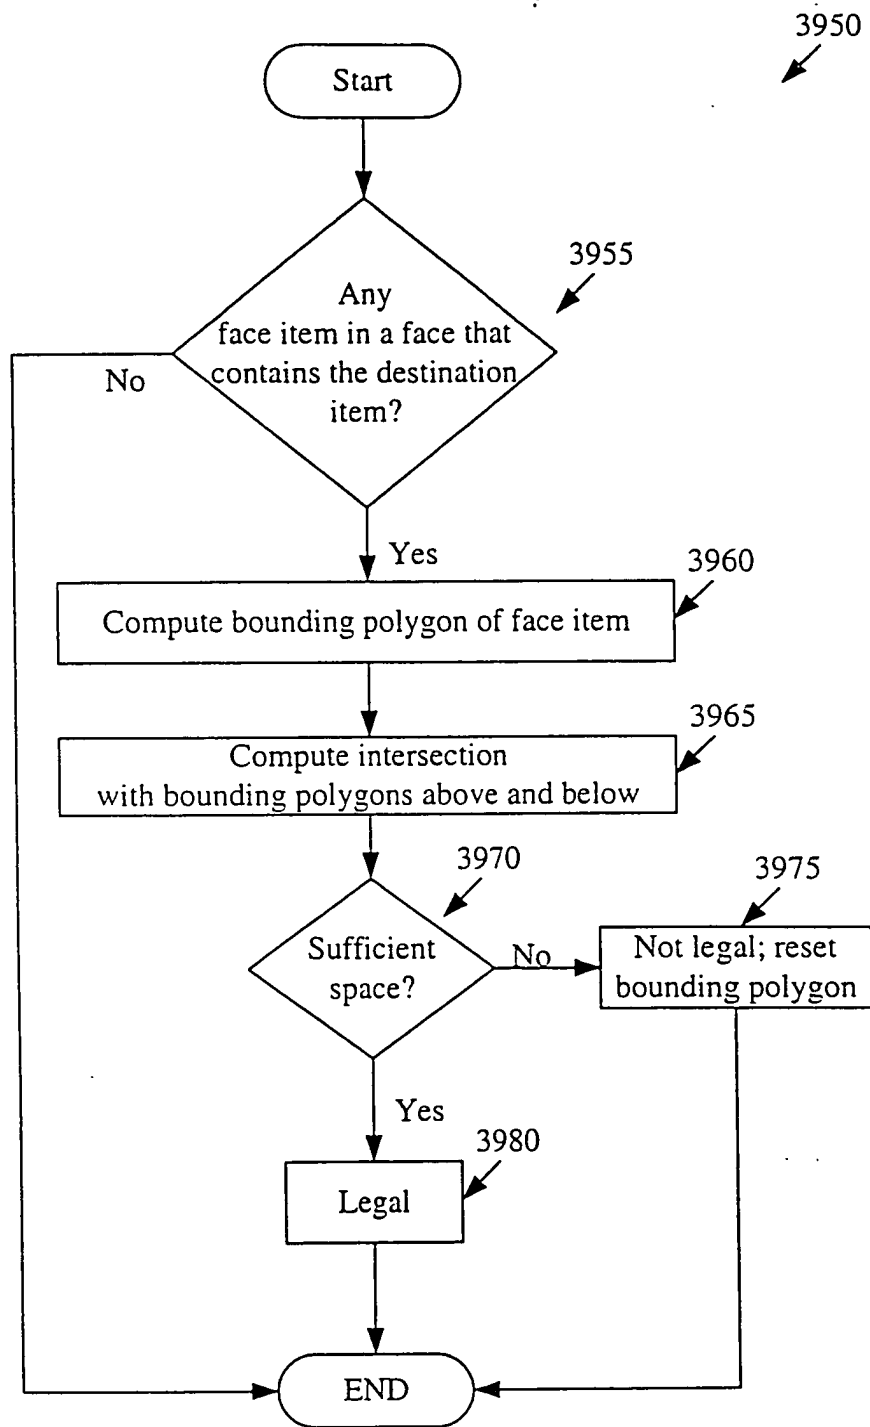 3950
Start
3955
Any
face item in a face that
contains the destination
item?
No
Yes
3960
Compute bounding polygon of face item
3965
Compute intersection
with bounding polygons above and below
3970
3975
Sufficient
space?
No
Not legal; reset
bounding polygon
Yes
3980
Legal
END